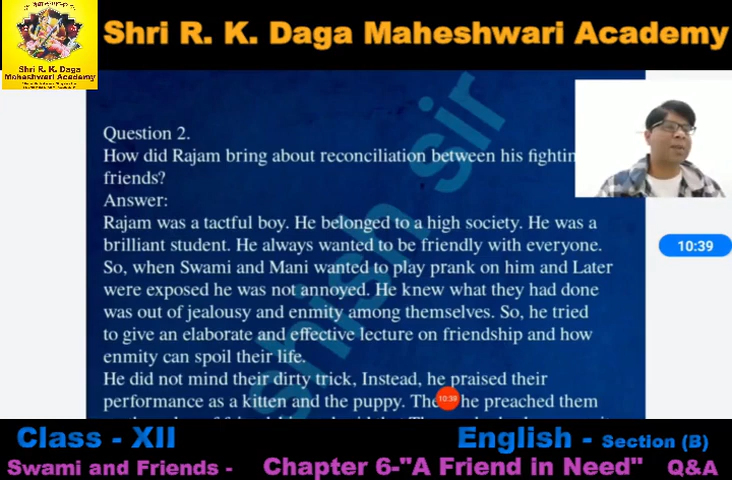 Shri R. K. Daga Maheshwari Academy
Shri R. K. Daga
Maheshwari Academy
Question 2.
How did Rajam bring about reconciliation between his fightin
friends?
Answer:
Rajam was a tactful boy. He belonged to a high society. He was a
brilliant student. He always wanted to be friendly with everyone.
So, when Swami and Mani wanted to play prank on him and Later
were exposed he was not annoyed. He knew what they had done
was out of jealousy and enmity among themselves. So, he tried
to give an elaborate and effective lecture on friendship and how
enmity can spoil their life.
He did not mind their dirty trick, Instead, he praised their
performance as a kitten and the puppy. The he preached them
10:39
10:39
shish sir
Class - XII English - Section (B)
Swami and Friends - Chapter 6-"A Friend in Need" Q&A